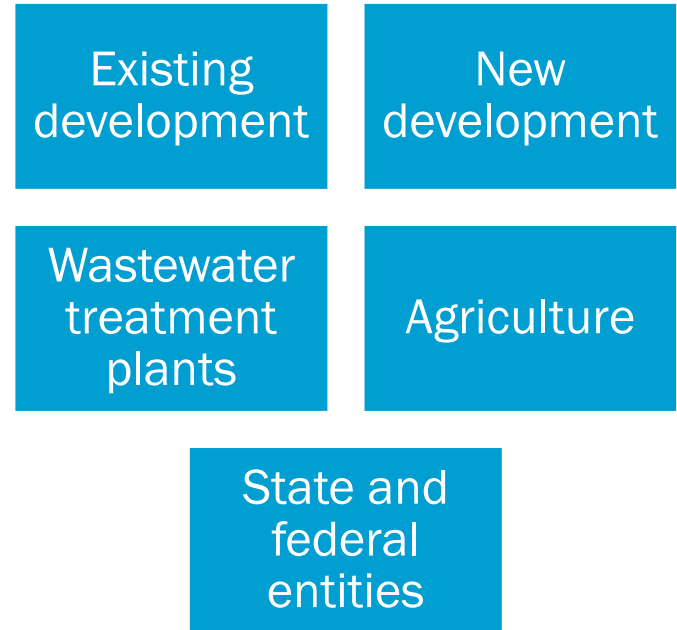 Existing
development
New
development
Wastewater
treatment
plants
Agriculture
State and
federal
entities